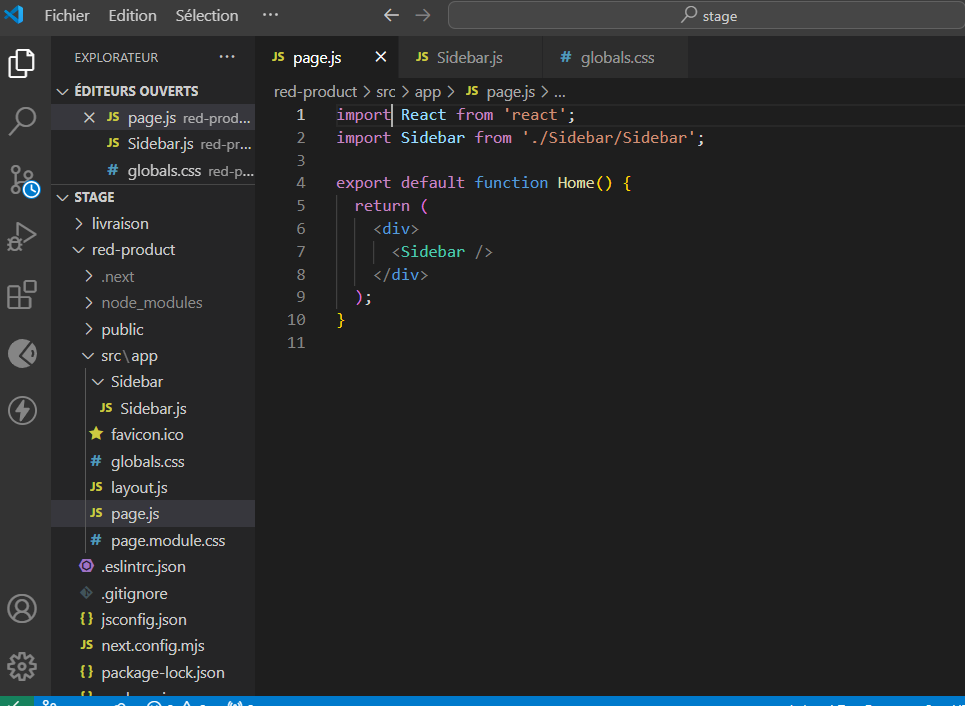 Fichier Edition Sélection ··· ← → stage
EXPLORATEUR ···
ÉDITEURS OUVERTS
JS page.js red-prod...
JS Sidebar.js red-pr...
# globals.css red-p...
STAGE
livraison
red-product
.next
node_modules
public
src\app
Sidebar
JS Sidebar.js
favicon.ico
# globals.css
JS layout.js
JS page.js
# page.module.css
.eslintrc.json
.gitignore
{} jsconfig.json
JS next.config.mjs
{} package-lock.json
JS page.js × JS Sidebar.js # globals.css
red-product > src > app > JS page.js > ...
1 import React from 'react';
2 import Sidebar from './Sidebar/Sidebar';
3
4 export default function Home() {
5 return (
6 <div>
7 <Sidebar />
8 </div>
9 );
10 }
11